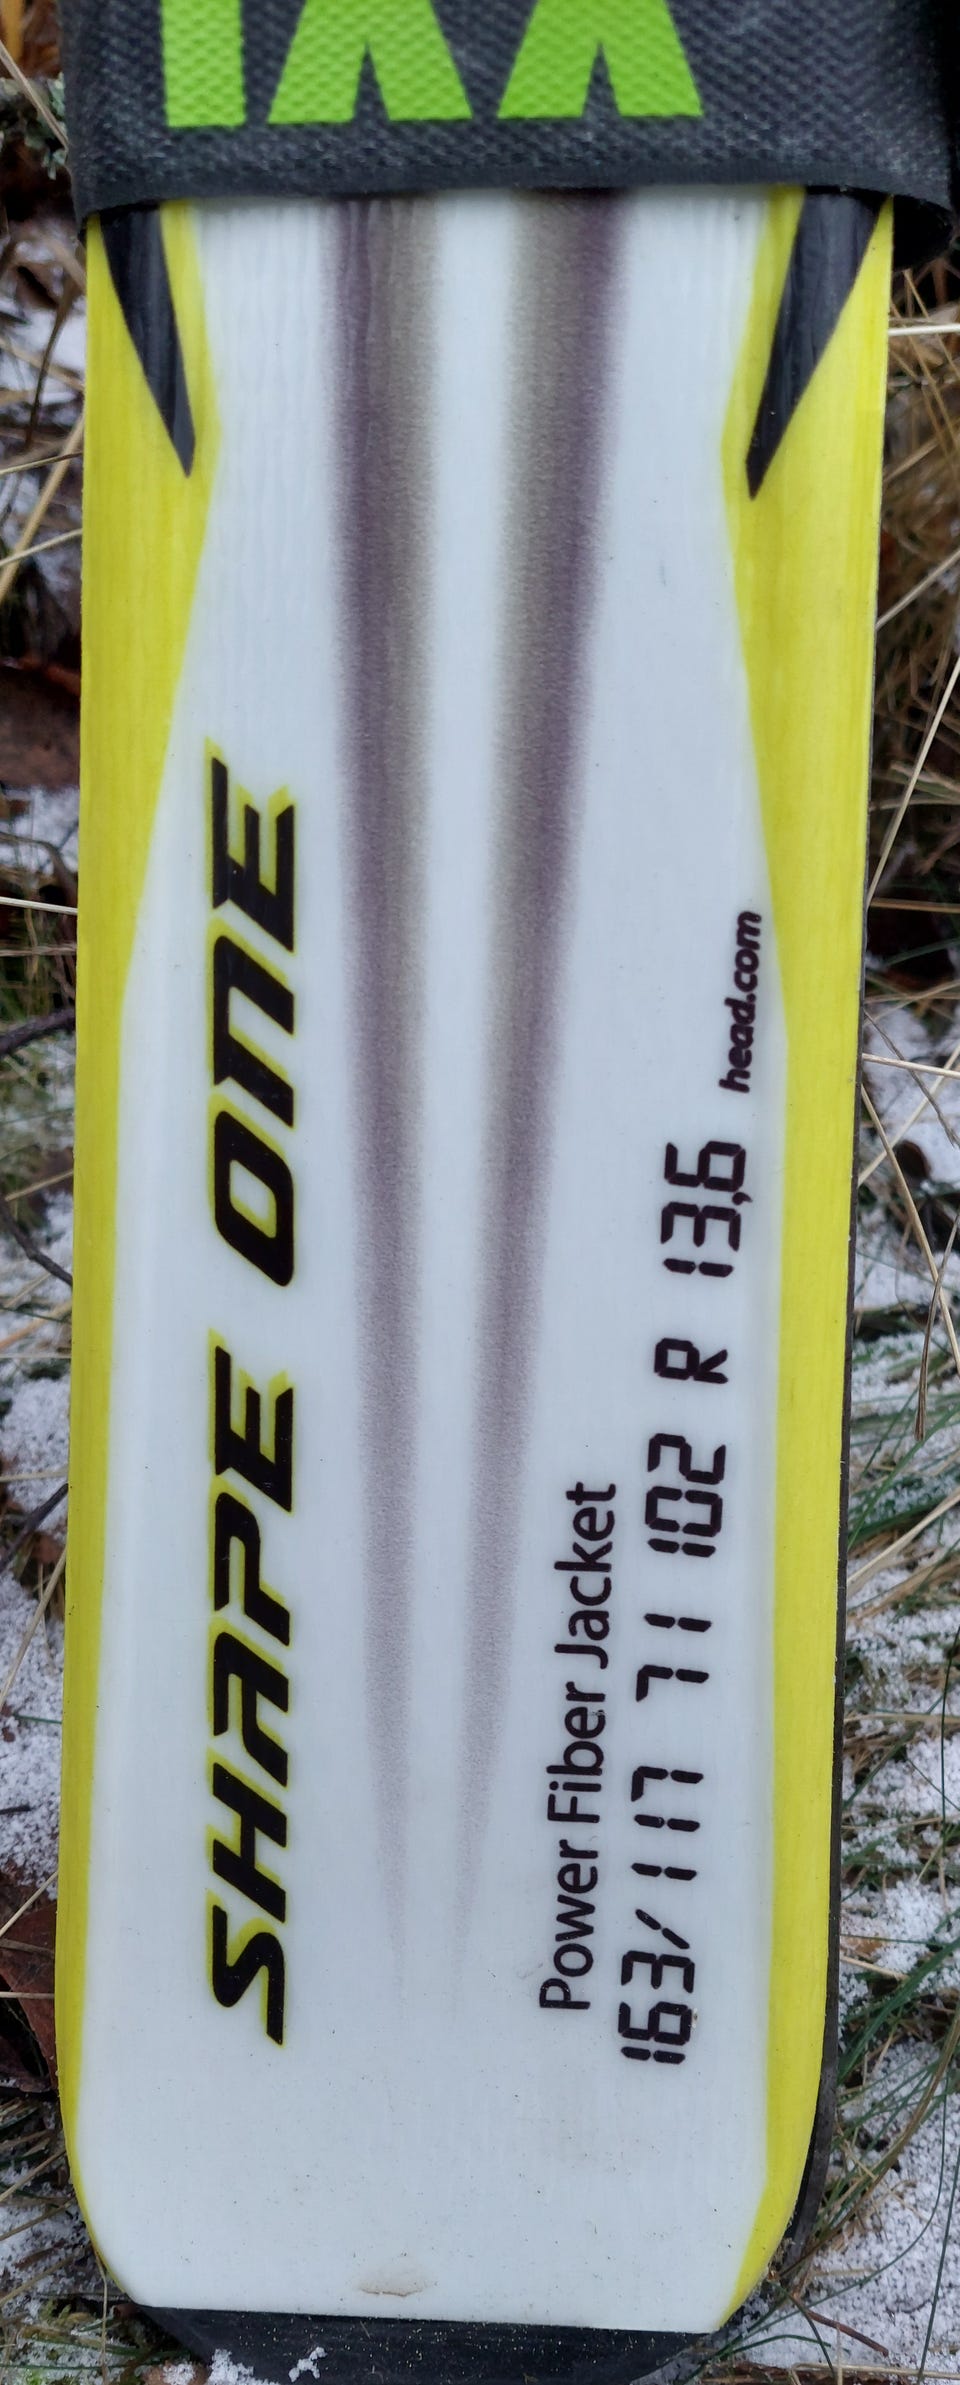 SHAPE ONE
Power Fiber Jacket
163/117 71 102 R 13,6 head.com